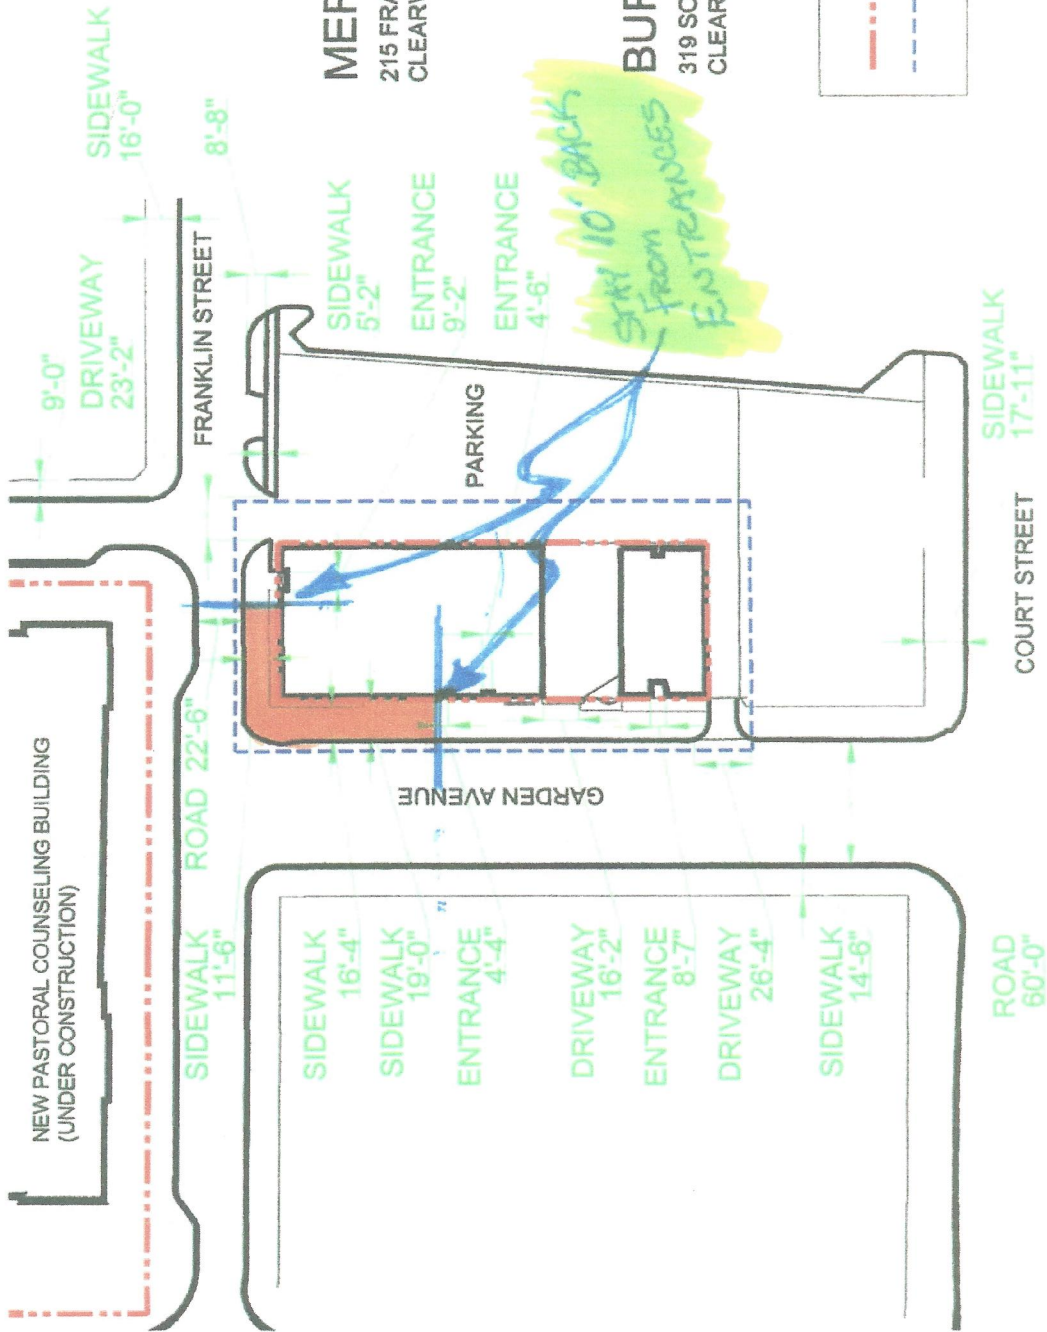 SIDEWALK
16'-0"
8'-8"
9'-0"
DRIVEWAY
23'-2"
FRANKLIN STREET
SIDEWALK
5'-2"
ENTRANCE
9'-2"
ENTRANCE
4'-6"
MER
215 FRA
CLEARW
BUR
319 SO
CLEAR
STAY 10' BACK
FROM
ENTRANCES
PARKING
SIDEWALK
17'-11"
COURT STREET
NEW PASTORAL COUNSELING BUILDING
(UNDER CONSTRUCTION)
ROAD 22'-6"
GARDEN AVENUE
SIDEWALK
11'-6"
SIDEWALK
16'-4"
SIDEWALK
19'-0"
ENTRANCE
4'-4"
DRIVEWAY
16'-2"
ENTRANCE
8'-7"
DRIVEWAY
26'-4"
SIDEWALK
14'-6"
ROAD
60'-0"